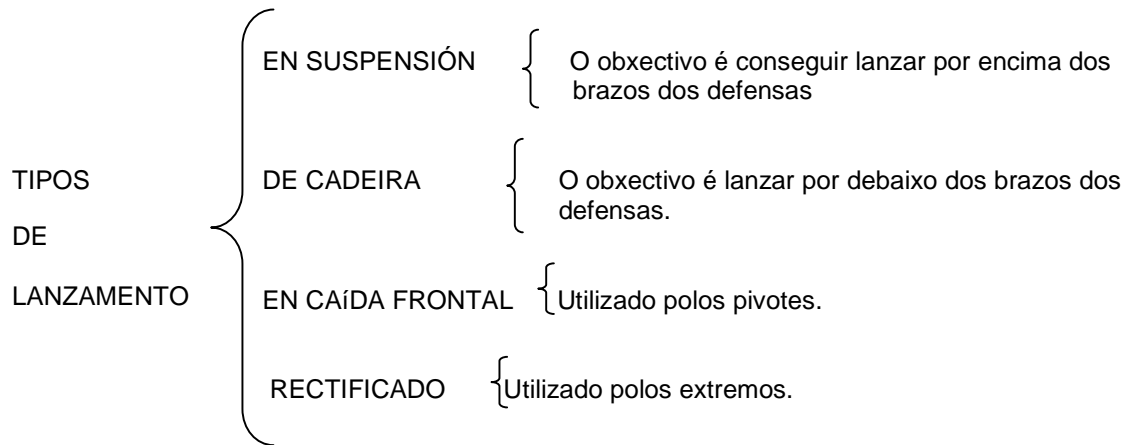 TIPOS
DE
LANZAMENTO
EN SUSPENSIÓN
O obxectivo é conseguir lanzar por encima dos
brazos dos defensas
DE CADEIRA
O obxectivo é lanzar por debaixo dos brazos dos
defensas.
EN CAíDA FRONTAL
Utilizado polos pivotes.
RECTIFICADO
Utilizado polos extremos.